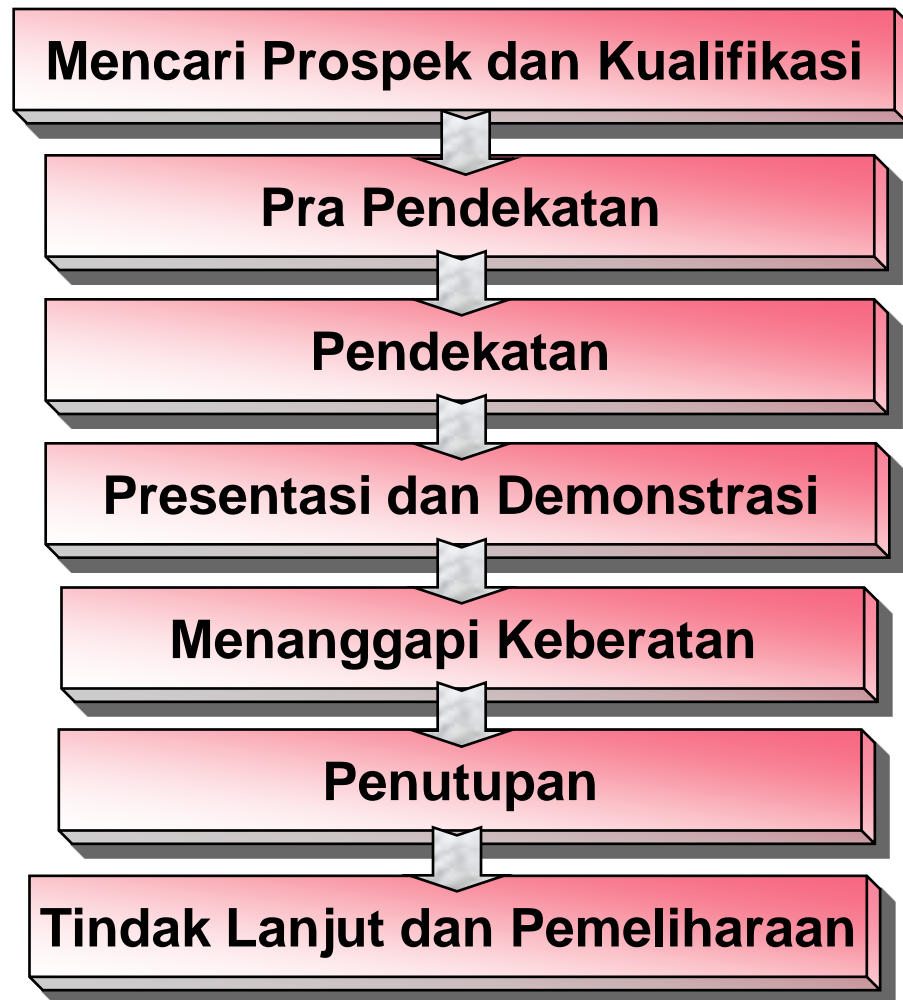 Mencari Prospek dan Kualifikasi
Pra Pendekatan
Pendekatan
Presentasi dan Demonstrasi
Menanggapi Keberatan
Penutupan
Tindak Lanjut dan Pemeliharaan